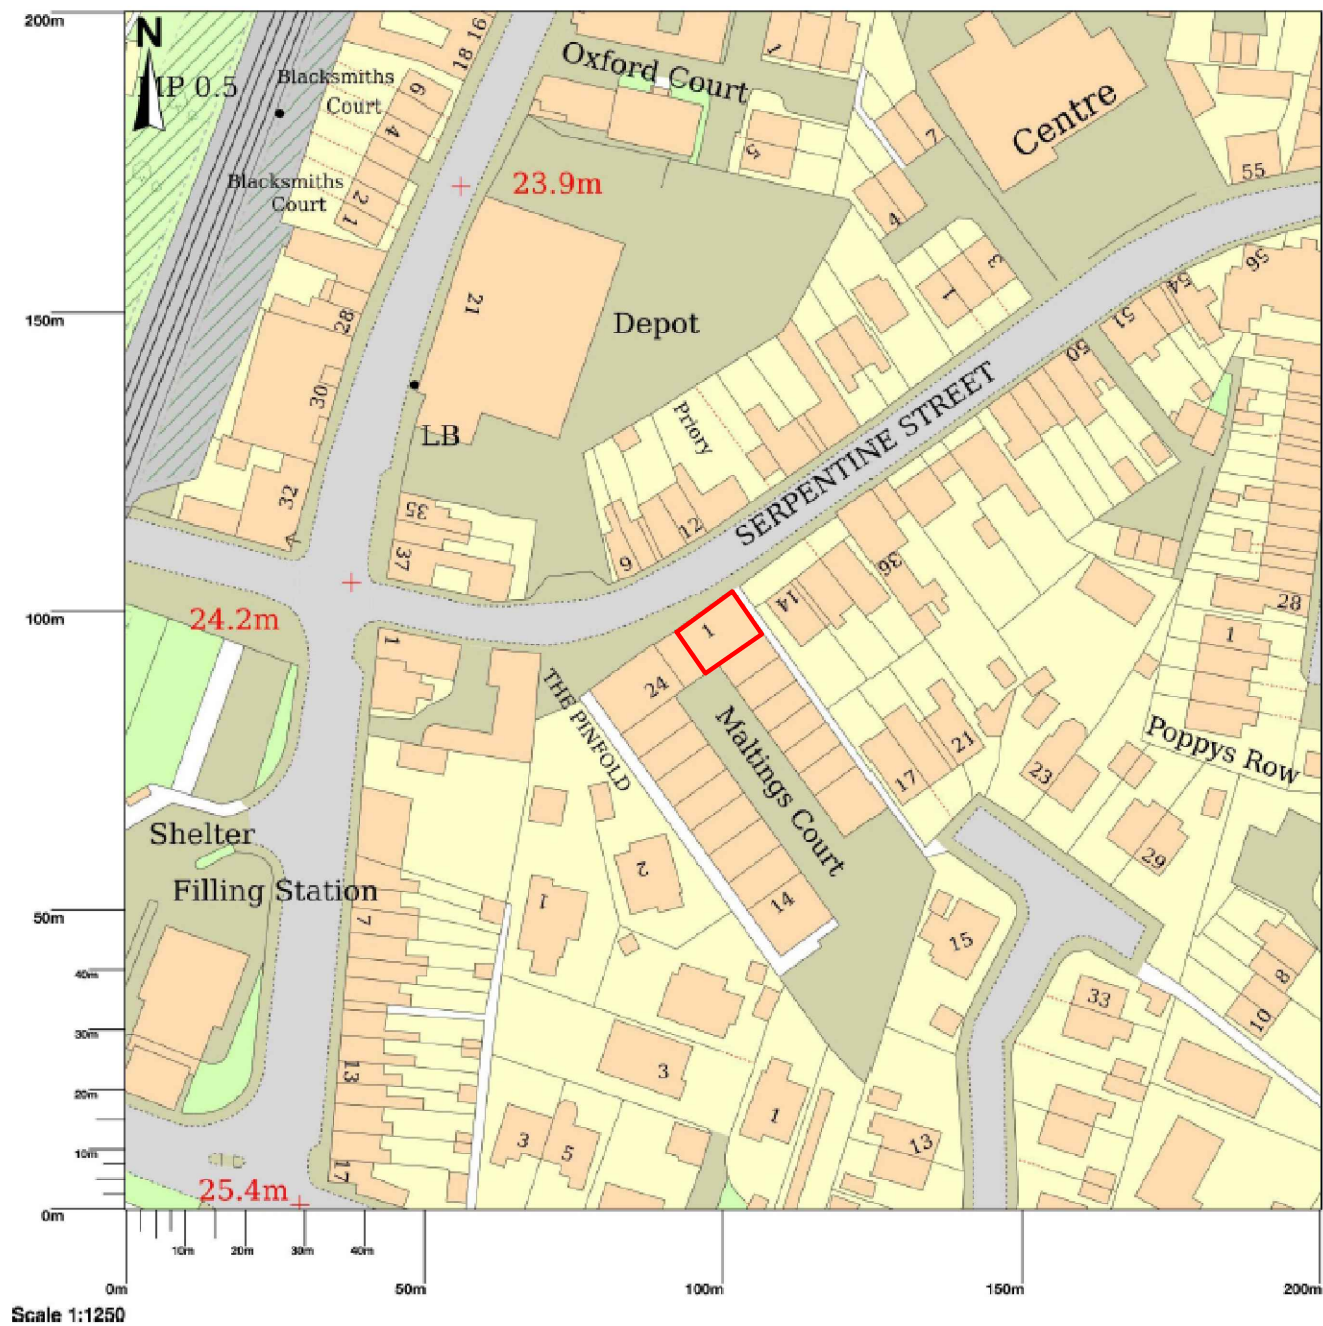 200m
N
MP 0.5
Blacksmiths
Court
Blacksmiths
Court
16
18
6
4
2
1
Oxford Court
1
5
7
4
Centre
55
23.9m
3
1
56
54
51
50
28
30
32
21
Depot
LB
150m
Priory
SERPENTINE STREET
35
37
9
12
36
14
28
1
100m
24.2m
1
1
24
THE PINFOLD
Maltings Court
17
21
23
29
Poppys Row
Shelter
Filling Station
7
2
1
14
15
50m
40m
30m
20m
10m
0m
33
8
10
13
3
1
3
5
13
17
25.4m
10m
20m
30m
40m
0m
50m
100m
150m
200m
Scale 1:1250